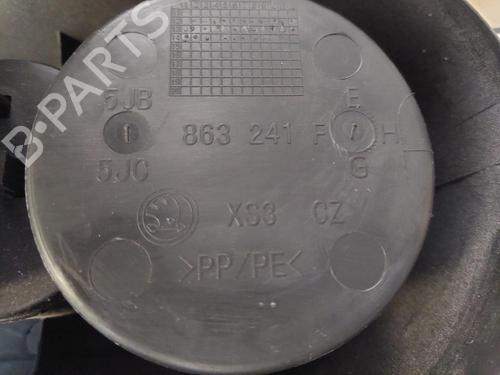 B-PARTS
5JB E
863 241 F H
5JC G
XS3 CZ
>PP/PE<